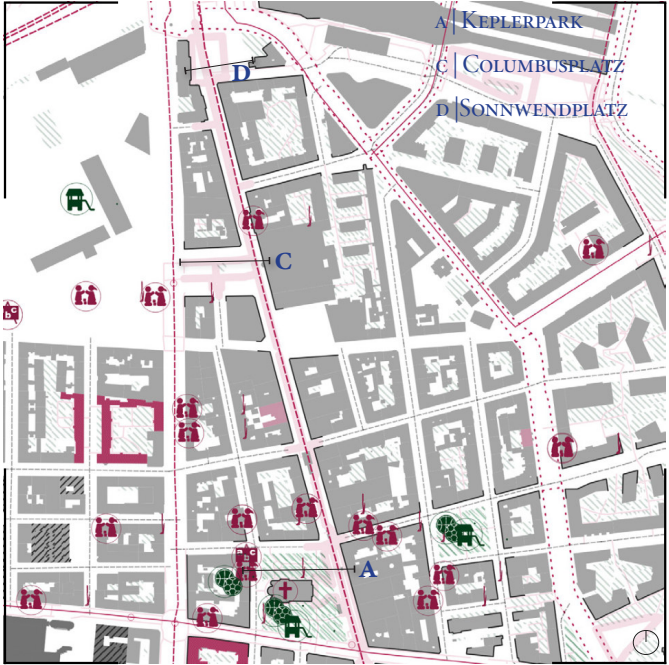 A | Keplerpark
C | Columbusplatz
D | Sonnwendplatz
D
C
A